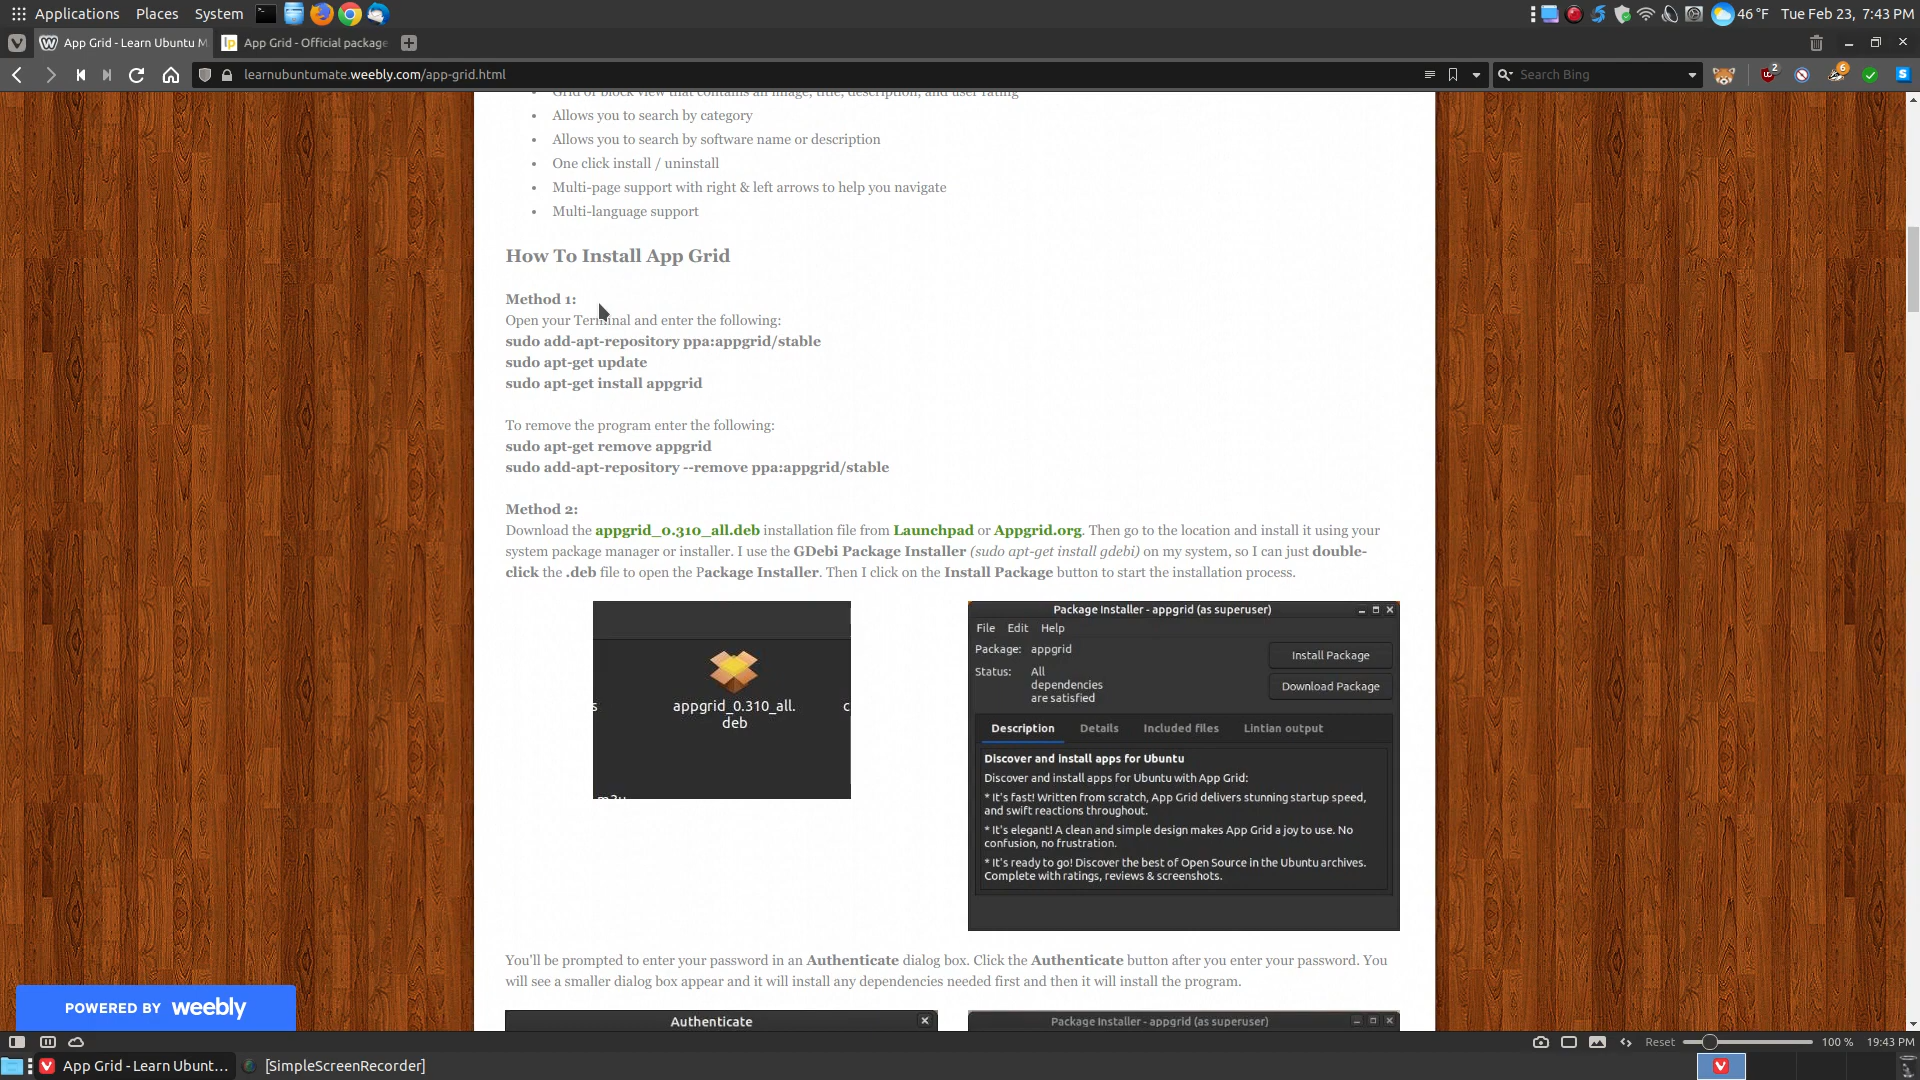 Applications Places System
46 °F Tue Feb 23, 7:43 PM
App Grid - Learn Ubuntu M
App Grid - Official package
learnubuntumate.weebly.com/app-grid.html
Search Bing
2
6
Grid or block view that contains an image, title, description, and user rating
• Allows you to search by category
• Allows you to search by software name or description
• One click install / uninstall
• Multi-page support with right & left arrows to help you navigate
• Multi-language support
How To Install App Grid
Method 1:
Open your Terminal and enter the following:
sudo add-apt-repository ppa:appgrid/stable
sudo apt-get update
sudo apt-get install appgrid
To remove the program enter the following:
sudo apt-get remove appgrid
sudo add-apt-repository --remove ppa:appgrid/stable
Method 2:
Download the appgrid_0.310_all.deb installation file from Launchpad or Appgrid.org. Then go to the location and install it using your
system package manager or installer. I use the GDebi Package Installer (sudo apt-get install gdebi) on my system, so I can just double-
click the .deb file to open the Package Installer. Then I click on the Install Package button to start the installation process.
s
appgrid_0.310_all.
deb
c
Package Installer - appgrid (as superuser)
File Edit Help
Package: appgrid
Install Package
Status: All
dependencies
are satisfied
Download Package
Description Details Included files Lintian output
Discover and install apps for Ubuntu
Discover and install apps for Ubuntu with App Grid:
* It's fast! Written from scratch, App Grid delivers stunning startup speed,
and swift reactions throughout.
* It's elegant! A clean and simple design makes App Grid a joy to use. No
confusion, no frustration.
* It's ready to go! Discover the best of Open Source in the Ubuntu archives.
Complete with ratings, reviews & screenshots.
You'll be prompted to enter your password in an Authenticate dialog box. Click the Authenticate button after you enter your password. You
will see a smaller dialog box appear and it will install any dependencies needed first and then it will install the program.
Authenticate
Package Installer - appgrid (as superuser)
POWERED BY weebly
Reset 100 % 19:43 PM
App Grid - Learn Ubunt...
[SimpleScreenRecorder]